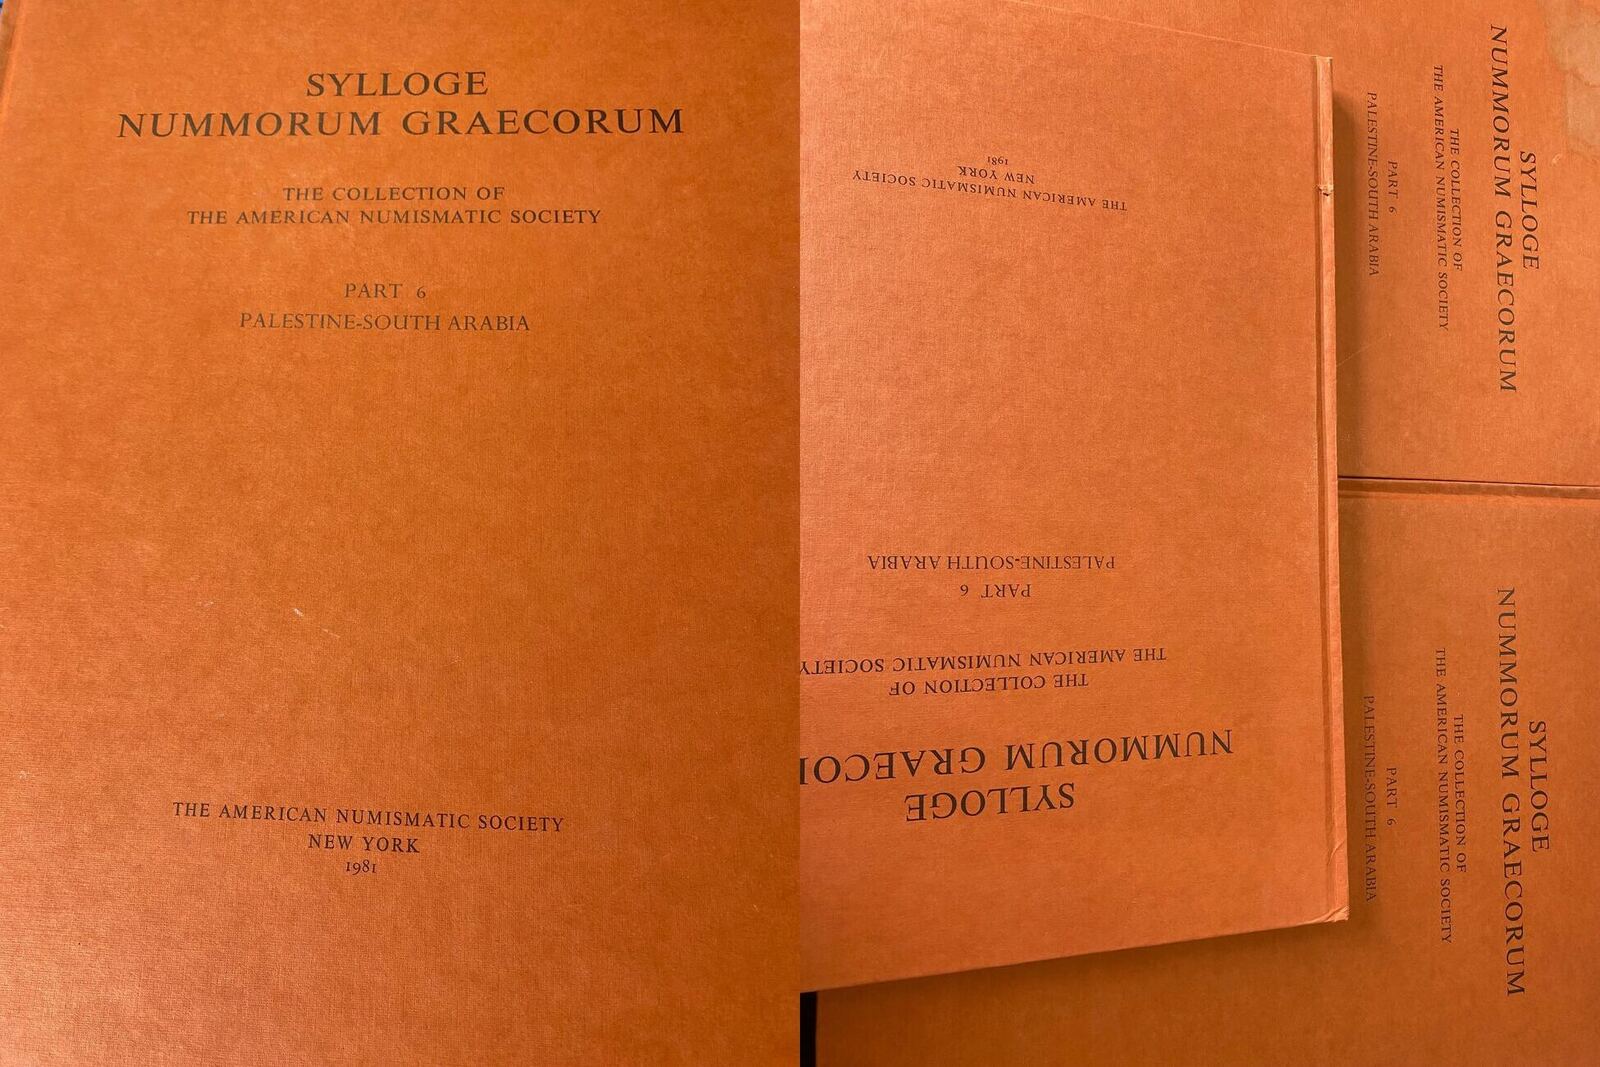 SYLLOGE
NUMMORUM GRAECORUM
THE COLLECTION OF
THE AMERICAN NUMISMATIC SOCIETY
PART 6
PALESTINE-SOUTH ARABIA
THE AMERICAN NUMISMATIC SOCIETY
NEW YORK
1981
SYLLOGE
NUMMORUM GRAECO
THE COLLECTION OF
THE AMERICAN NUMISMATIC SOCIETY
PART 6
PALESTINE-SOUTH ARABIA
THE AMERICAN NUMISMATIC SOCIETY
NEW YORK
1981
SYLLOGE
NUMMORUM GRAECORUM
THE COLLECTION OF
THE AMERICAN NUMISMATIC SOCIETY
PART 6
PALESTINE-SOUTH ARABIA
SYLLOGE
NUMMORUM GRAECORUM
THE COLLECTION OF
THE AMERICAN NUMISMATIC SOCIETY
PART 6
PALESTINE-SOUTH ARABIA